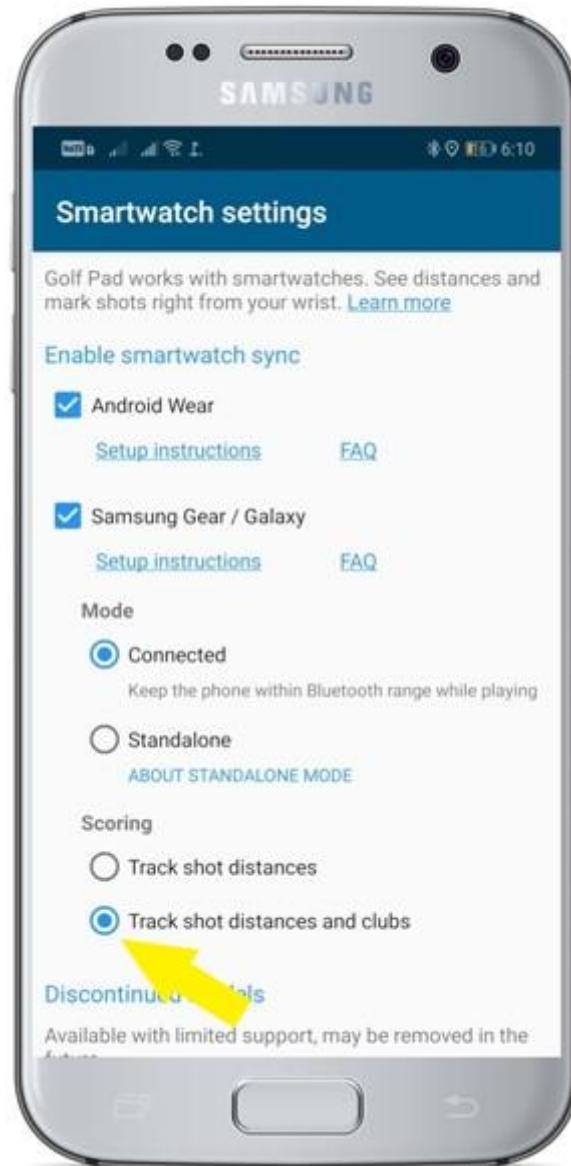 SAMSUNG
6:10
Smartwatch settings
Golf Pad works with smartwatches. See distances and
mark shots right from your wrist. Learn more
Enable smartwatch sync
Android Wear
Setup instructions FAQ
Samsung Gear / Galaxy
Setup instructions FAQ
Mode
Connected
Keep the phone within Bluetooth range while playing
Standalone
ABOUT STANDALONE MODE
Scoring
Track shot distances
Track shot distances and clubs
Available with limited support, may be removed in the